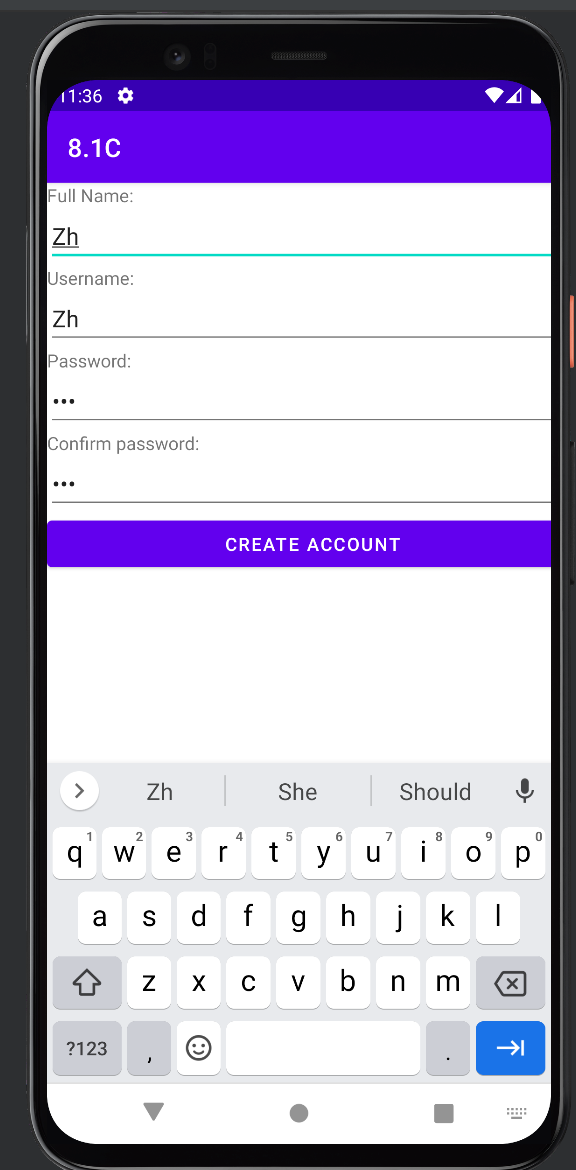 11:36
8.1C
Full Name:
Zh
Username:
Zh
Password:
•••
Confirm password:
•••
CREATE ACCOUNT
Zh She Should
q1 w2 e3 r4 t5 y6 u7 i8 o9 p0
a s d f g h j k l
z x c v b n m
?123 , .